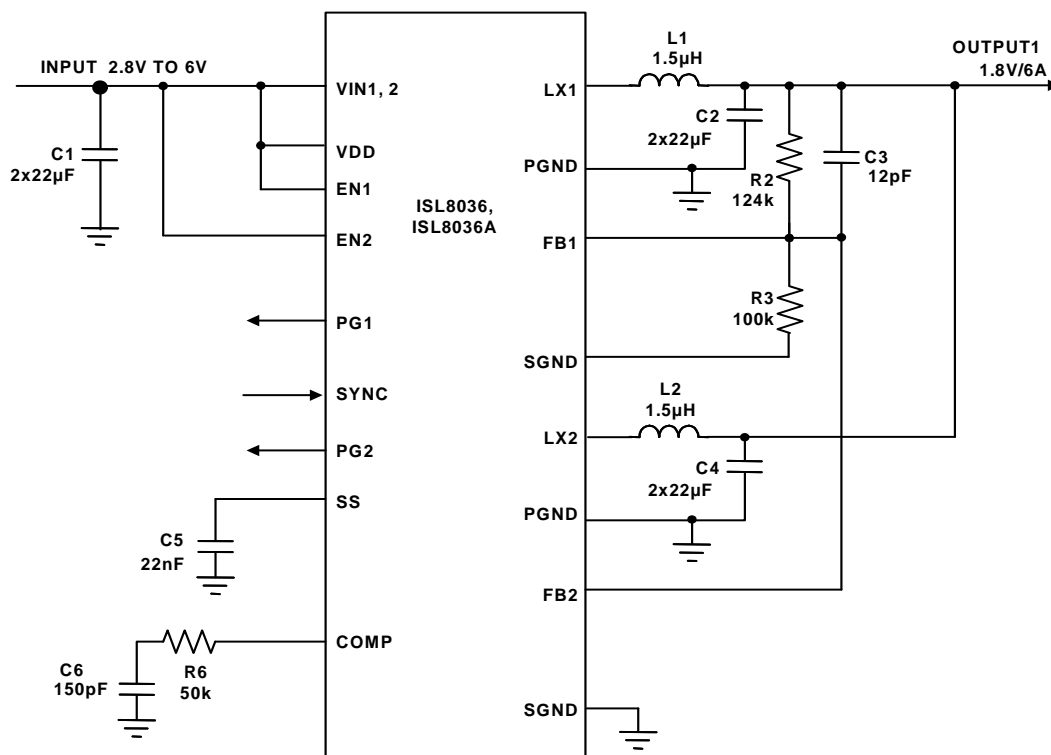 INPUT 2.8V TO 6V
C1
2x22µF
VIN1, 2
VDD
EN1
EN2
PG1
SYNC
PG2
SS
C5
22nF
COMP
C6
150pF
R6
50k
ISL8036,
ISL8036A
LX1
PGND
FB1
SGND
LX2
PGND
FB2
SGND
L1
1.5µH
C2
2x22µF
R2
124k
C3
12pF
OUTPUT1
1.8V/6A
R3
100k
L2
1.5µH
C4
2x22µF